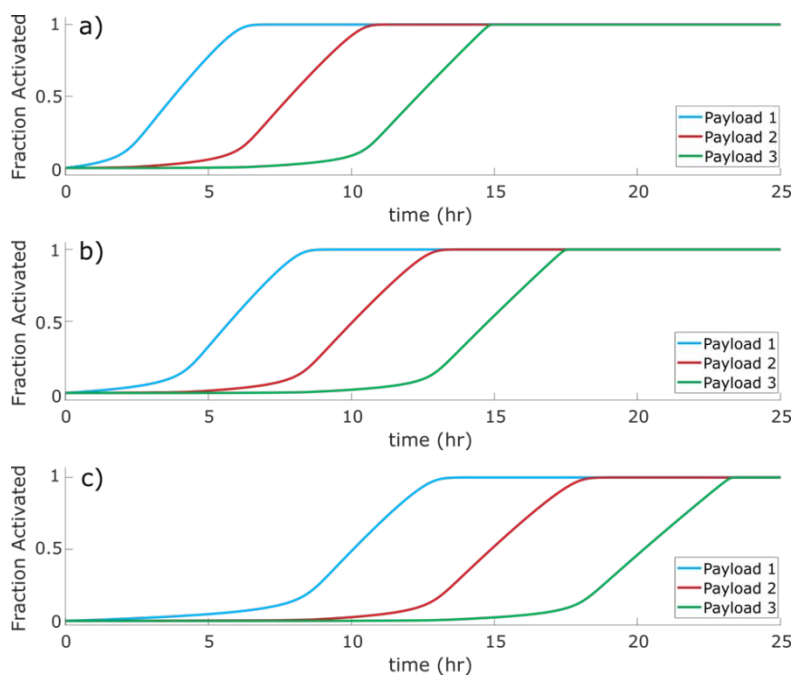 a)
Fraction Activated
1
0.5
0
Payload 1
Payload 2
Payload 3
0 5 10 15 20 25
time (hr)
b)
Fraction Activated
1
0.5
0
Payload 1
Payload 2
Payload 3
0 5 10 15 20 25
time (hr)
c)
Fraction Activated
1
0.5
0
Payload 1
Payload 2
Payload 3
0 5 10 15 20 25
time (hr)